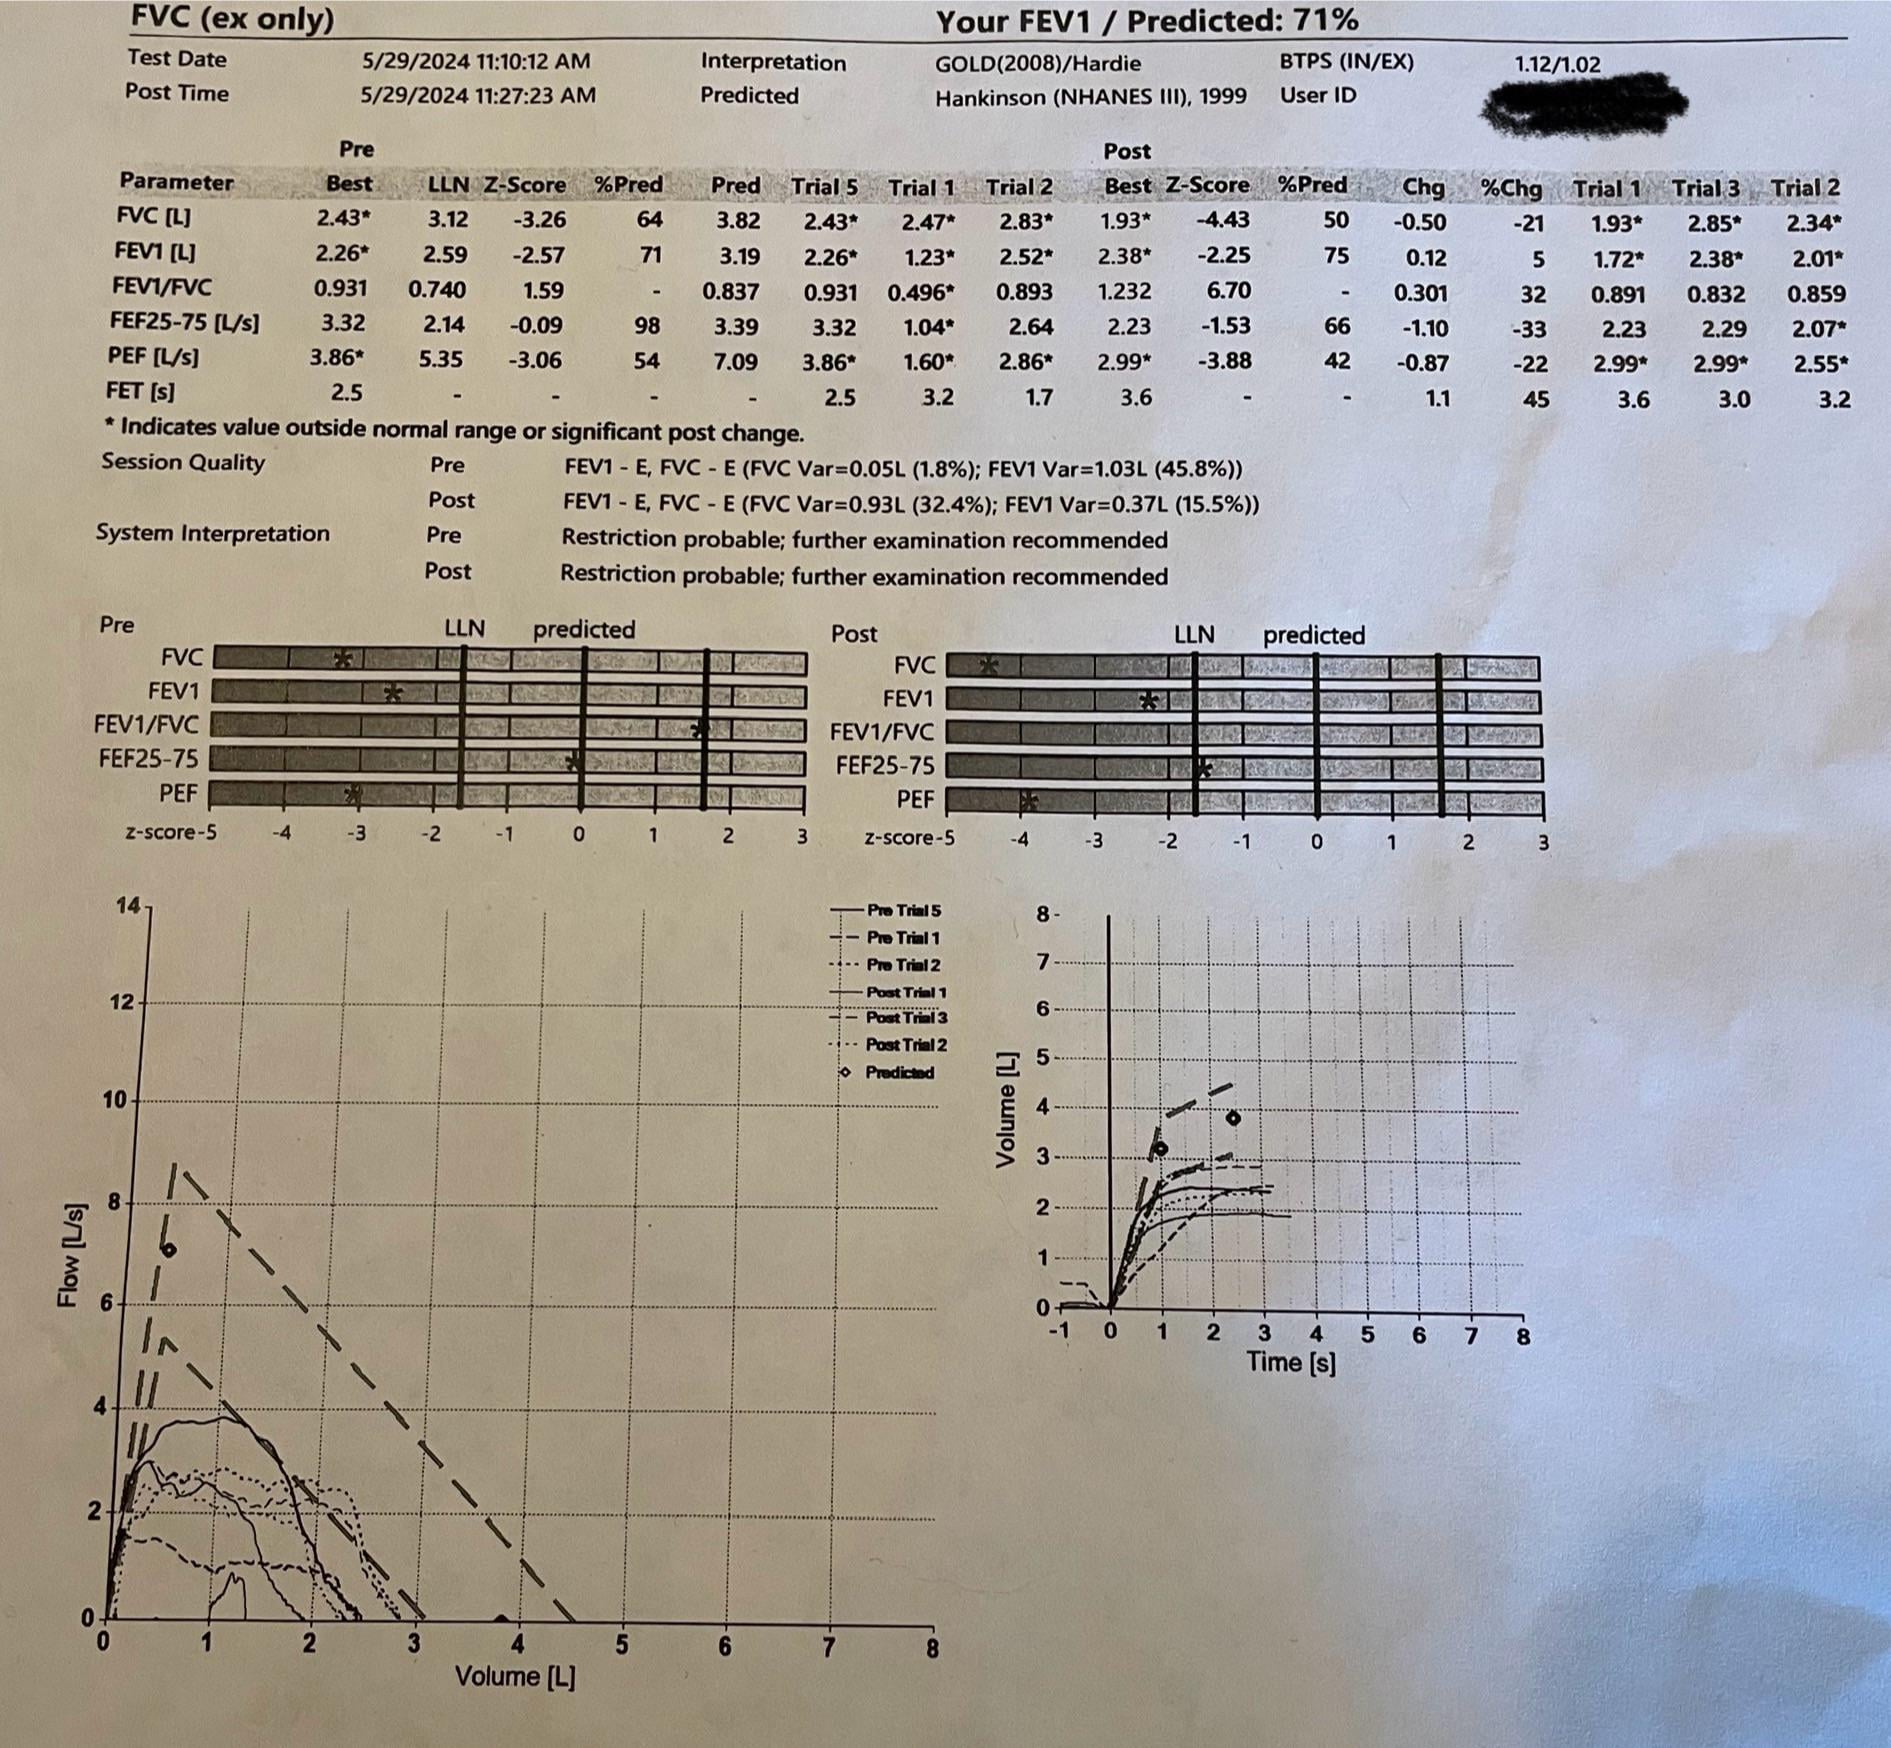 FVC (ex only) Your FEV1 / Predicted: 71%
Test Date 5/29/2024 11:10:12 AM Interpretation GOLD(2008)/Hardie BTPS (IN/EX) 1.12/1.02
Post Time 5/29/2024 11:27:23 AM Predicted Hankinson (NHANES III), 1999 User ID
Pre Post
Parameter Best LLN Z-Score %Pred Pred Trial 5 Trial 1 Trial 2 Best Z-Score %Pred Chg %Chg Trial 1 Trial 3 Trial 2
FVC [L] 2.43* 3.12 -3.26 64 3.82 2.43* 2.47* 2.83* 1.93* -4.43 50 -0.50 -21 1.93* 2.85* 2.34*
FEV1 [L] 2.26* 2.59 -2.57 71 3.19 2.26* 1.23* 2.52* 2.38* -2.25 75 0.12 5 1.72* 2.38* 2.01*
FEV1/FVC 0.931 0.740 1.59 - 0.837 0.931 0.496* 0.893 1.232 6.70 - 0.301 32 0.891 0.832 0.859
FEF25-75 [L/s] 3.32 2.14 -0.09 98 3.39 3.32 1.04* 2.64 2.23 -1.53 66 -1.10 -33 2.23 2.29 2.07*
PEF [L/s] 3.86* 5.35 -3.06 54 7.09 3.86* 1.60* 2.86* 2.99* -3.88 42 -0.87 -22 2.99* 2.99* 2.55*
FET [s] 2.5 - - - - 2.5 3.2 1.7 3.6 - - 1.1 45 3.6 3.0 3.2
* Indicates value outside normal range or significant post change.
Session Quality Pre FEV1 - E, FVC - E (FVC Var=0.05L (1.8%); FEV1 Var=1.03L (45.8%))
Post FEV1 - E, FVC - E (FVC Var=0.93L (32.4%); FEV1 Var=0.37L (15.5%))
System Interpretation Pre Restriction probable; further examination recommended
Post Restriction probable; further examination recommended
Pre LLN predicted
FVC
FEV1
FEV1/FVC
FEF25-75
PEF
z-score -5 -4 -3 -2 -1 0 1 2 3
Post LLN predicted
FVC
FEV1
FEV1/FVC
FEF25-75
PEF
z-score -5 -4 -3 -2 -1 0 1 2 3
14
12
10
8
6
4
2
0
Flow [L/s]
0 1 2 3 4 5 6 7 8
Volume [L]
Pre Trial 5
Pre Trial 1
Pre Trial 2
Post Trial 1
Post Trial 3
Post Trial 2
Predicted
8
7
6
5
4
3
2
1
0
Volume [L]
-1 0 1 2 3 4 5 6 7 8
Time [s]